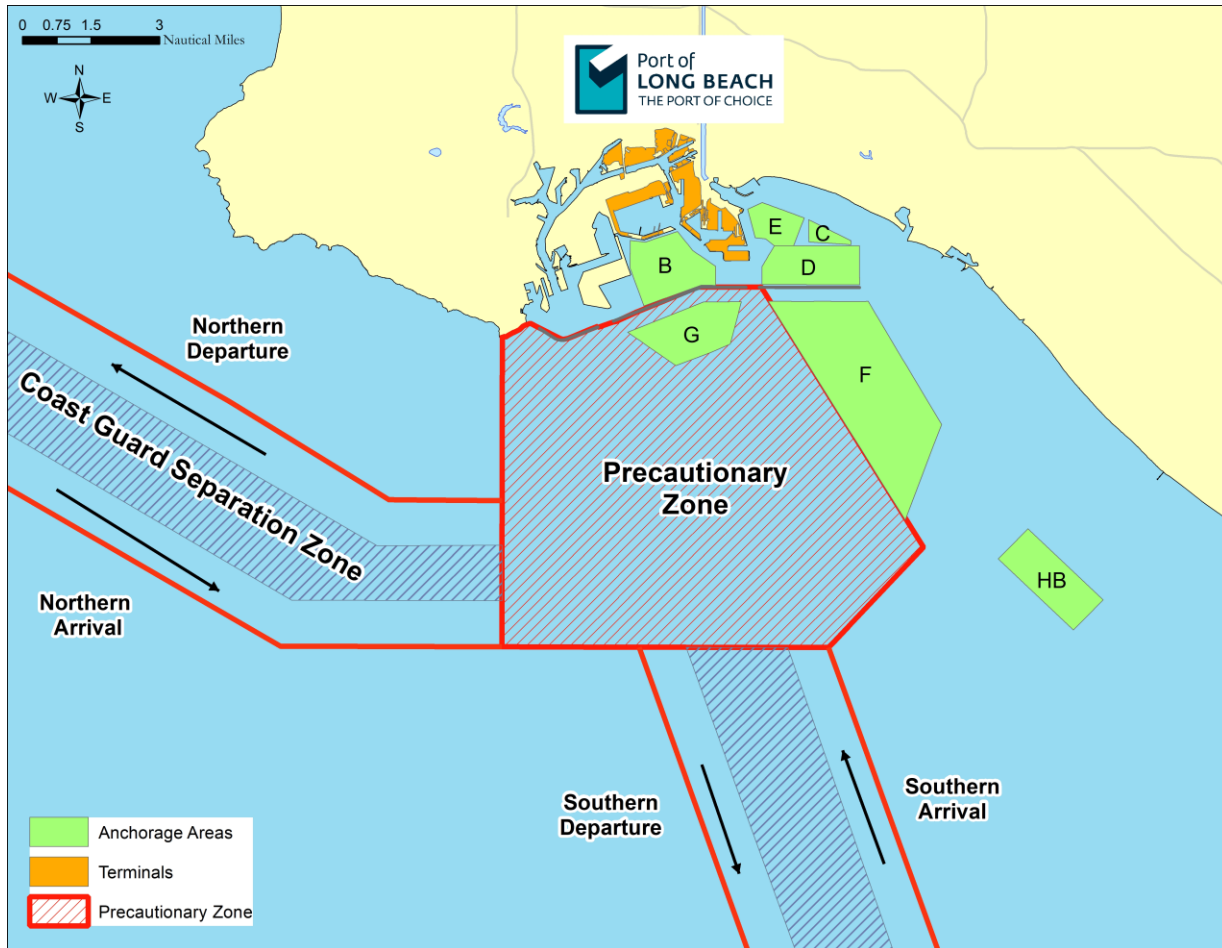 0 0.75 1.5 3
Nautical Miles
N
W E
S
Port of
LONG BEACH
THE PORT OF CHOICE
E
C
B
D
G
F
Northern
Departure
Coast Guard Separation Zone
Precautionary
Zone
HB
Northern
Arrival
Southern
Departure
Southern
Arrival
Anchorage Areas
Terminals
Precautionary Zone